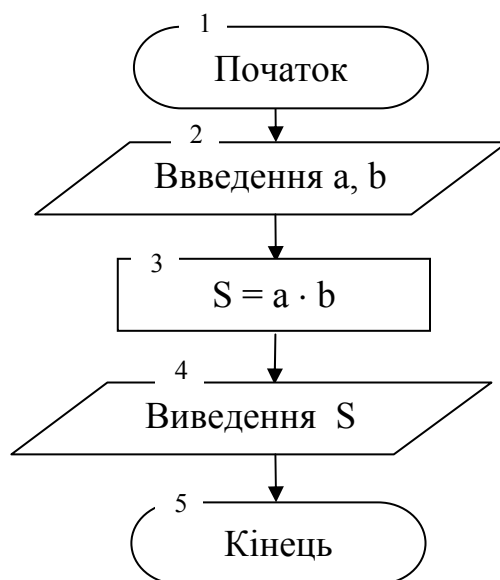 1
Початок
2
Ввведення a, b
3
S = a · b
4
Виведення S
5
Кінець